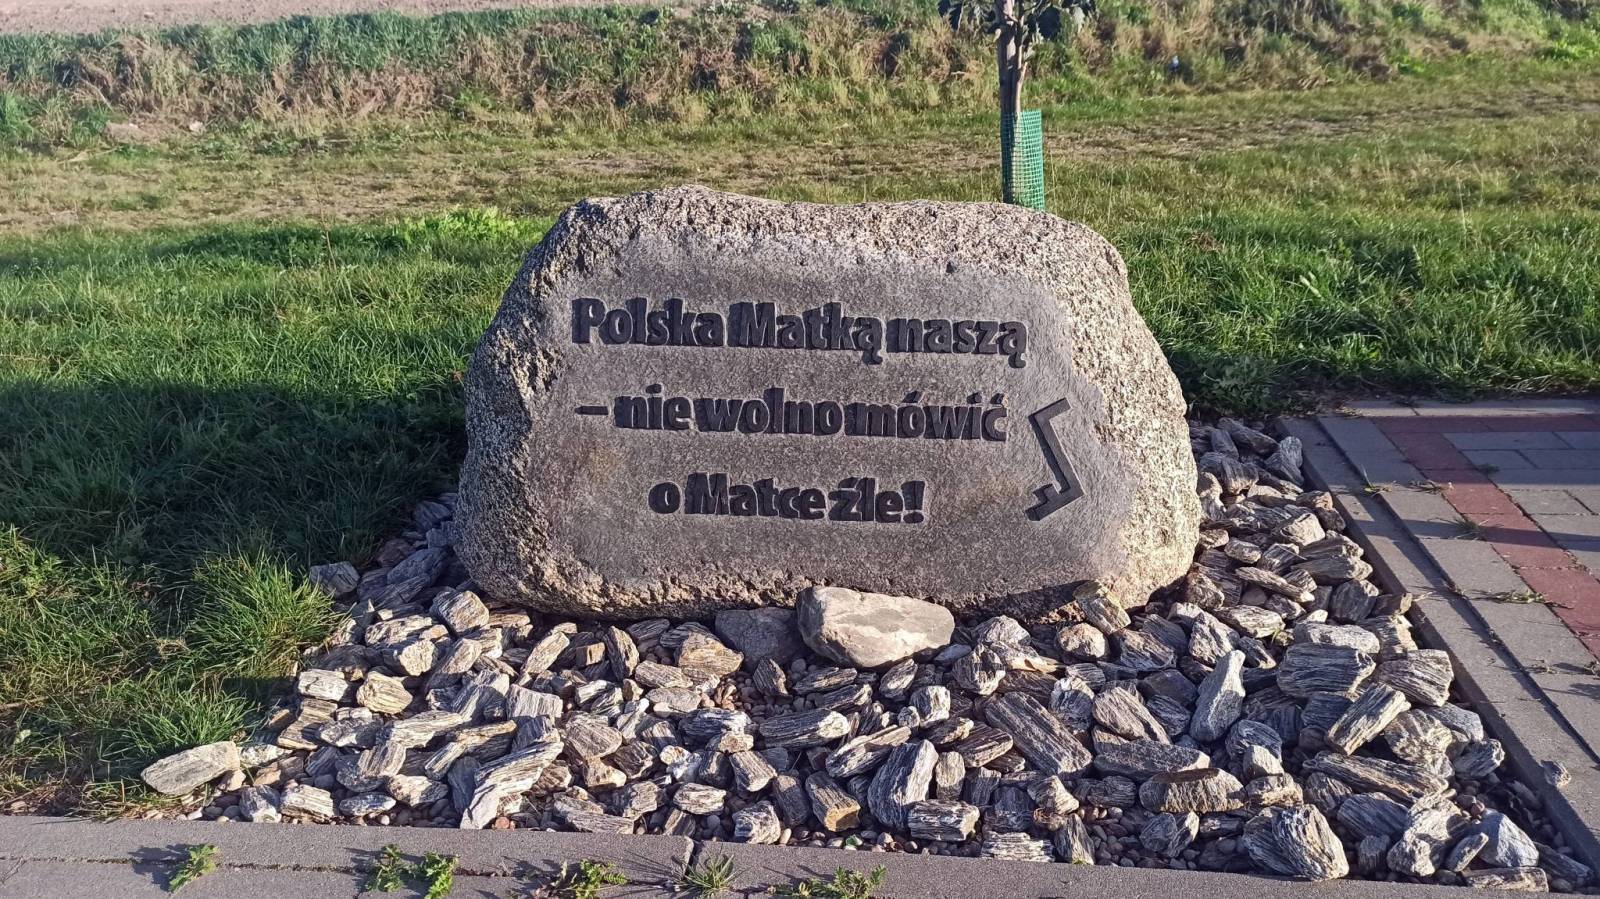 Polska Matką naszą
– nie wolno mówić
o Matce źle!